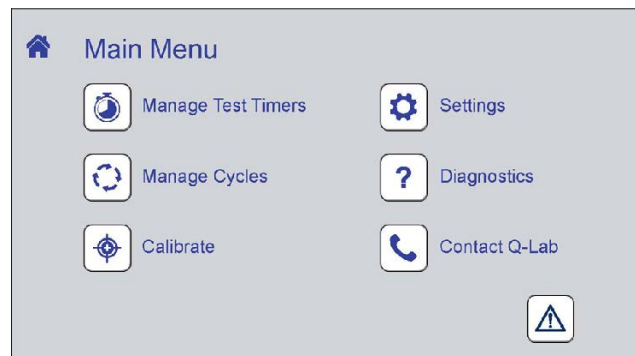 Main Menu
Manage Test Timers
Settings
Manage Cycles
?
Diagnostics
Calibrate
Contact Q-Lab